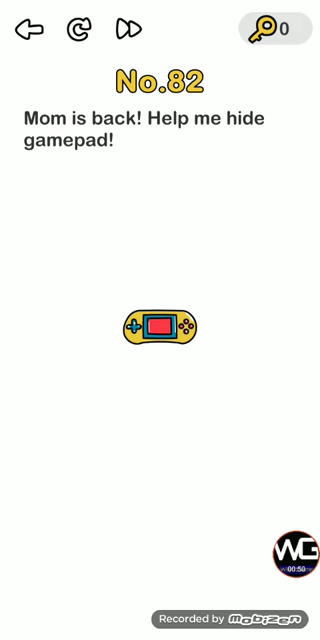 0
No.82
Mom is back! Help me hide
gamepad!
WG
00:50
Recorded by mobizen